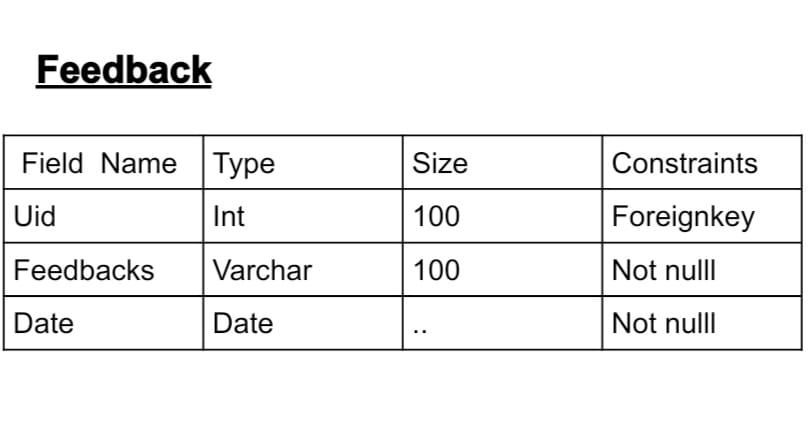 Feedback
Field Name Type Size Constraints
Uid Int 100 Foreignkey
Feedbacks Varchar 100 Not nulll
Date Date .. Not nulll